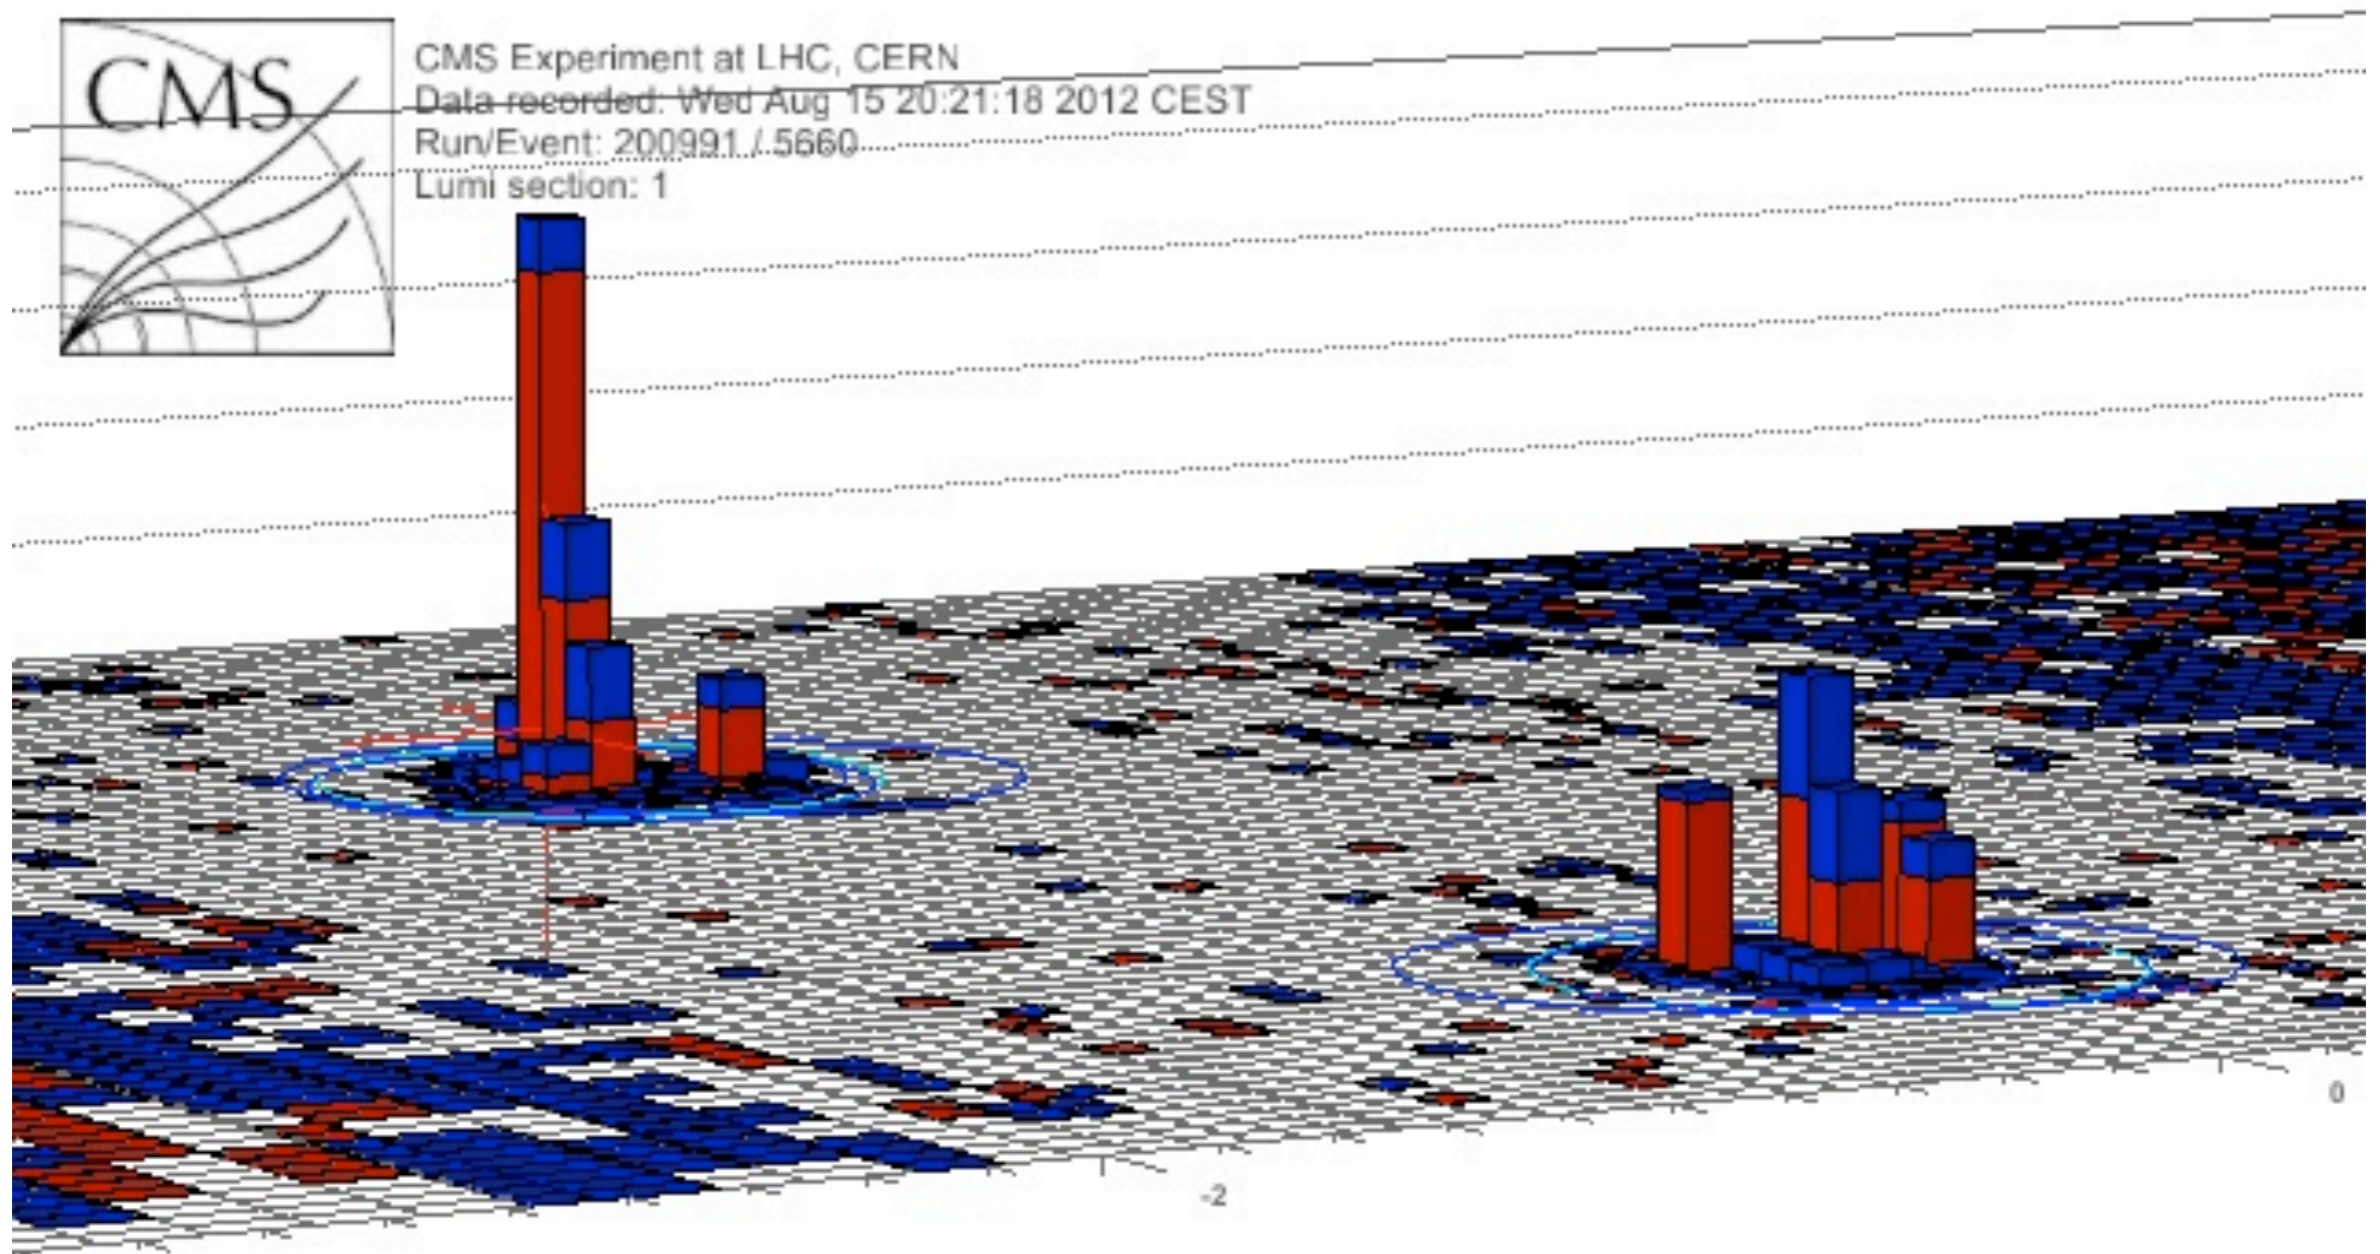 CMS
CMS Experiment at LHC, CERN
Data recorded: Wed Aug 15 20:21:18 2012 CEST
Run/Event: 200991 / 5660
Lumi section: 1
0
-2